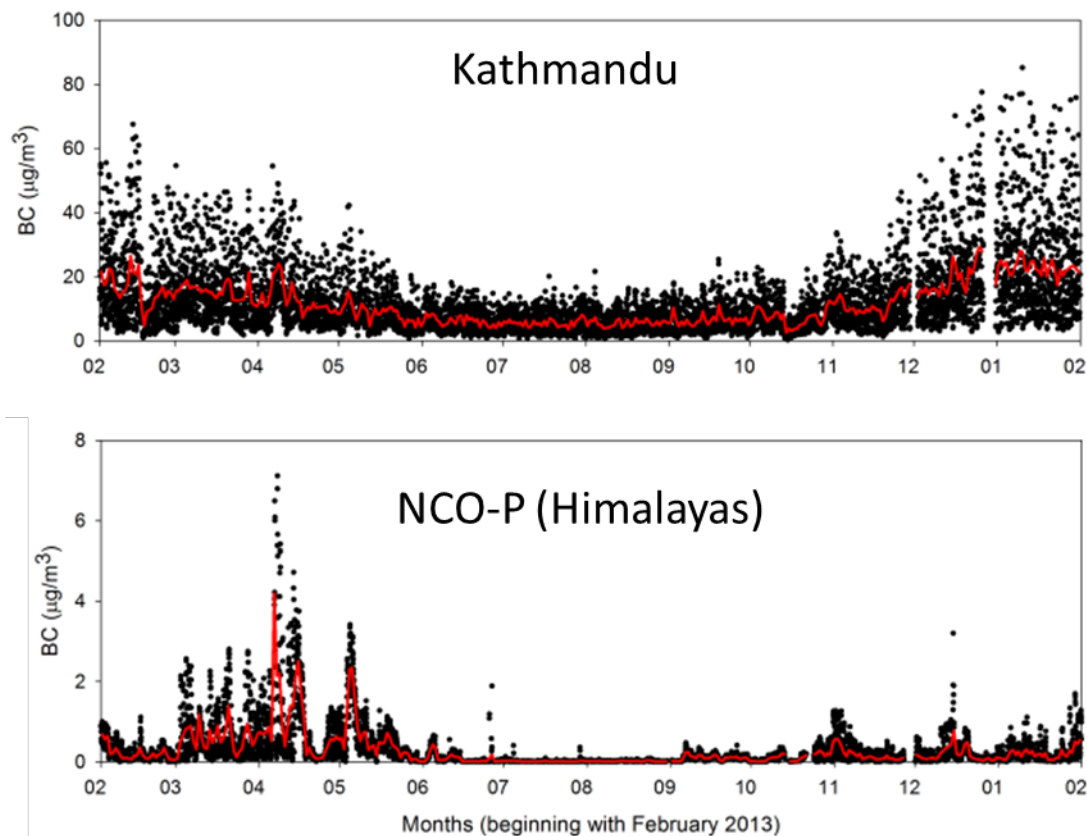 100
Kathmandu
80
60
40
20
0
BC (µg/m³)
02 03 04 05 06 07 08 09 10 11 12 01 02
8
NCO-P (Himalayas)
6
4
2
0
BC (µg/m³)
02 03 04 05 06 07 08 09 10 11 12 01 02
Months (beginning with February 2013)